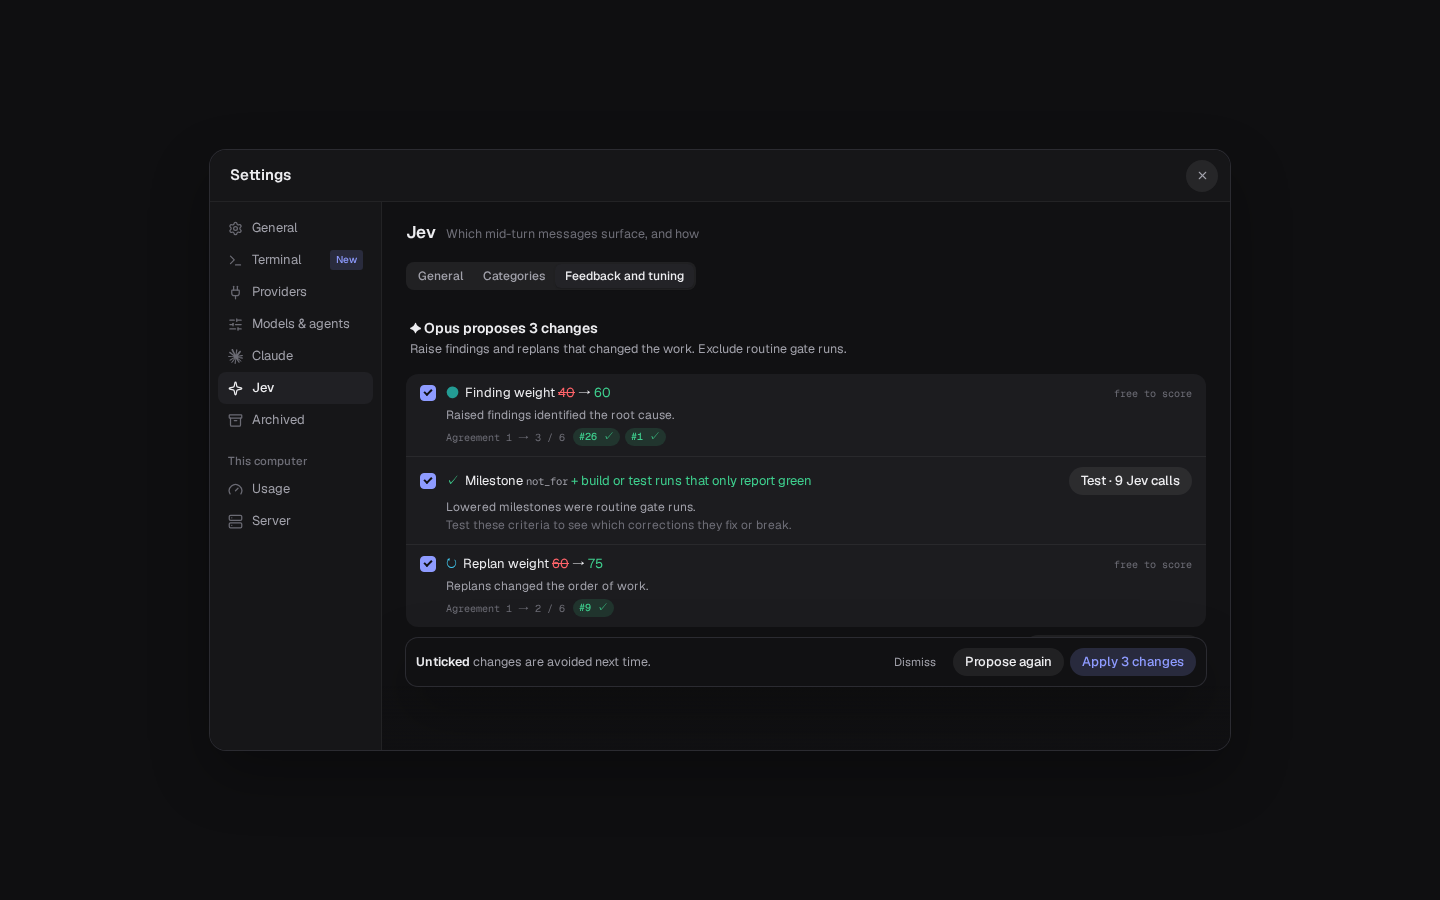 Settings
General
Terminal New
Providers
Models & agents
Claude
Jev
Archived
This computer
Usage
Server
Jev Which mid-turn messages surface, and how
General Categories Feedback and tuning
Opus proposes 3 changes
Raise findings and replans that changed the work. Exclude routine gate runs.
Finding weight 40 → 60 free to score
Raised findings identified the root cause.
Agreement 1 → 3 / 6 #26 ✓ #1 ✓
✓ Milestone not_for + build or test runs that only report green Test · 9 Jev calls
Lowered milestones were routine gate runs.
Test these criteria to see which corrections they fix or break.
Replan weight 60 → 75 free to score
Replans changed the order of work.
Agreement 1 → 2 / 6 #9 ✓
Unticked changes are avoided next time. Dismiss Propose again Apply 3 changes